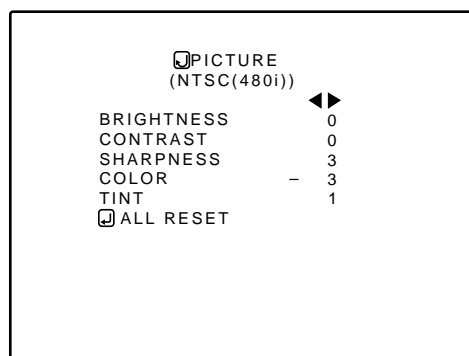 PICTURE
(NTSC(480i))
◀ ▶
BRIGHTNESS 0
CONTRAST 0
SHARPNESS 3
COLOR – 3
TINT 1
ALL RESET